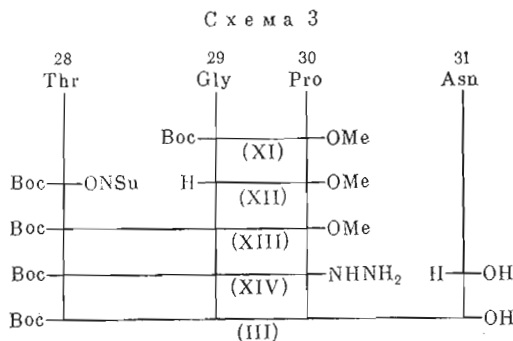 Схема 3
28 29 30 31
Thr Gly Pro Asn
Boc OMe
(XI)
Boc ONSu H OMe
(XII)
Boc OMe
(XIII)
Boc NHNH₂ H OH
(XIV)
Boc OH
(III)